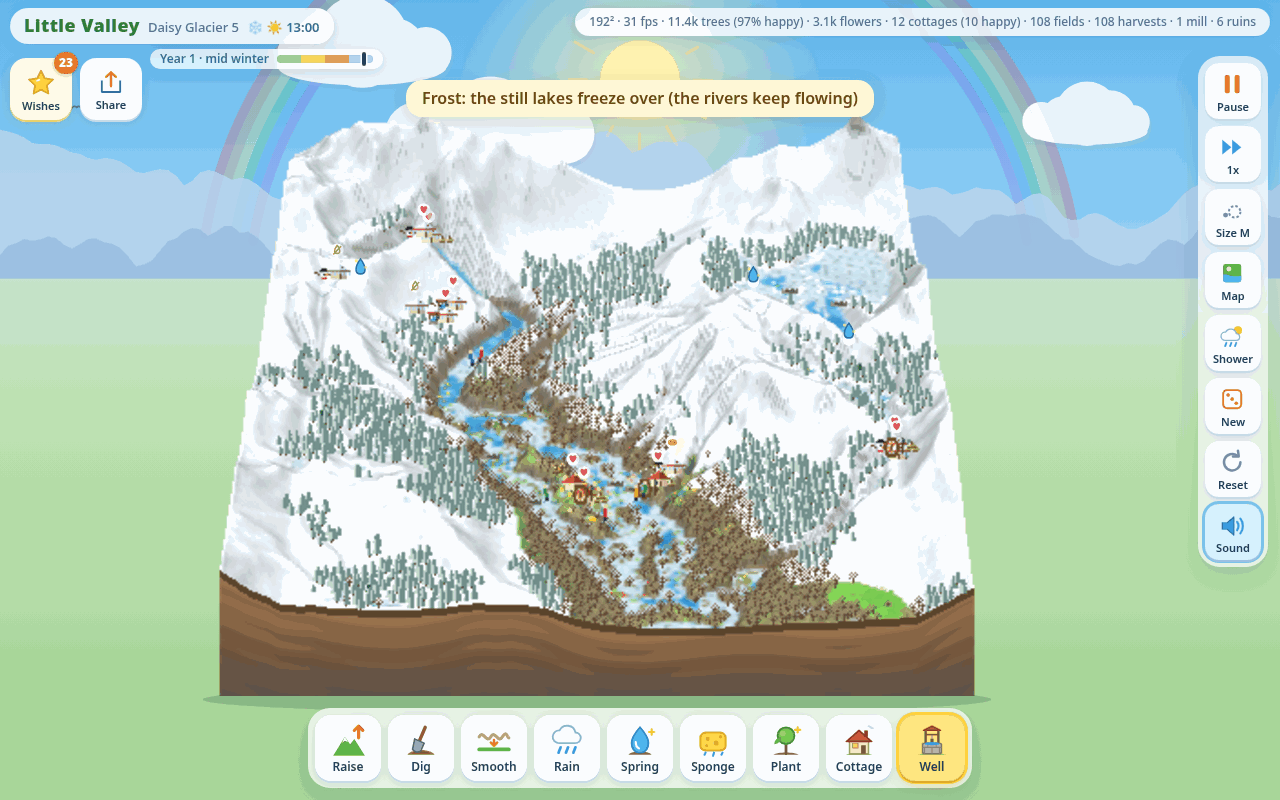 Little Valley Daisy Glacier 5 13:00
192² · 31 fps · 11.4k trees (97% happy) · 3.1k flowers · 12 cottages (10 happy) · 108 fields · 108 harvests · 1 mill · 6 ruins
Year 1 · mid winter
23
Wishes
Share
Frost: the still lakes freeze over (the rivers keep flowing)
Pause
1x
Size M
Map
Shower
New
Reset
Sound
Raise
Dig
Smooth
Rain
Spring
Sponge
Plant
Cottage
Well